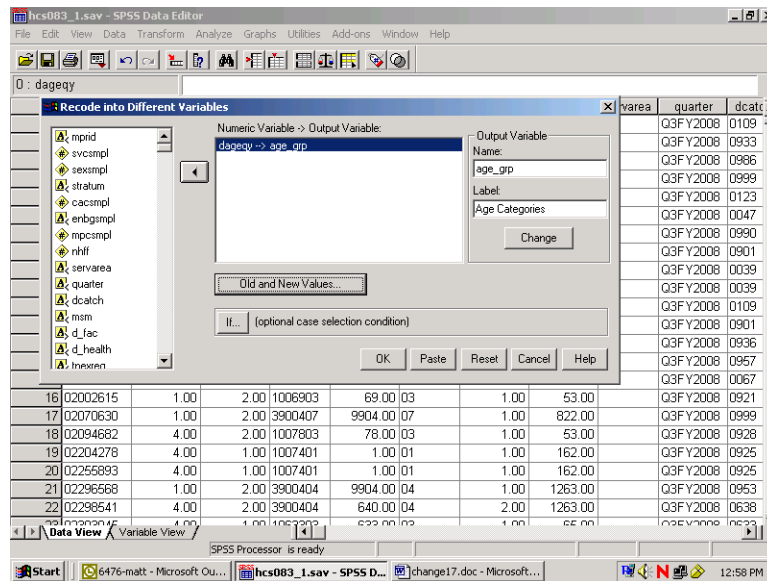 hcs083_1.sav - SPSS Data Editor
File Edit View Data Transform Analyze Graphs Utilities Add-ons Window Help
0 : dageqy
Recode into Different Variables
mprid
svcsmpl
sexsmpl
stratum
cacsmpl
enbgsmpl
mpcsmpl
nhff
servarea
quarter
dcatch
msm
d_fac
d_health
Numeric Variable -> Output Variable:
dageqy --> age_grp
Output Variable
Name:
age_grp
Label:
Age Categories
Change
Old and New Values...
If... (optional case selection condition)
OK Paste Reset Cancel Help
rvarea quarter dcatc
Q3FY2008 0109
Q3FY2008 0933
Q3FY2008 0986
Q3FY2008 0999
Q3FY2008 0123
Q3FY2008 0047
Q3FY2008 0990
Q3FY2008 0901
Q3FY2008 0039
Q3FY2008 0039
Q3FY2008 0109
Q3FY2008 0901
Q3FY2008 0936
Q3FY2008 0957
Q3FY2008 0067
16 02002615 1.00 2.00 1006903 69.00 03 1.00 53.00 Q3FY2008 0921
17 02070630 1.00 2.00 3900407 9904.00 07 1.00 822.00 Q3FY2008 0999
18 02094682 4.00 2.00 1007803 78.00 03 1.00 53.00 Q3FY2008 0928
19 02204278 4.00 1.00 1007401 1.00 01 1.00 162.00 Q3FY2008 0925
20 02255893 4.00 1.00 1007401 1.00 01 1.00 162.00 Q3FY2008 0925
21 02296568 1.00 2.00 3900404 9904.00 04 1.00 1263.00 Q3FY2008 0953
22 02298541 4.00 2.00 3900404 640.00 04 2.00 1263.00 Q3FY2008 0638
Data View Variable View
SPSS Processor is ready
Start 6476-matt - Microsoft Ou... hcs083_1.sav - SPSS D... change17.doc - Microsoft... 12:58 PM